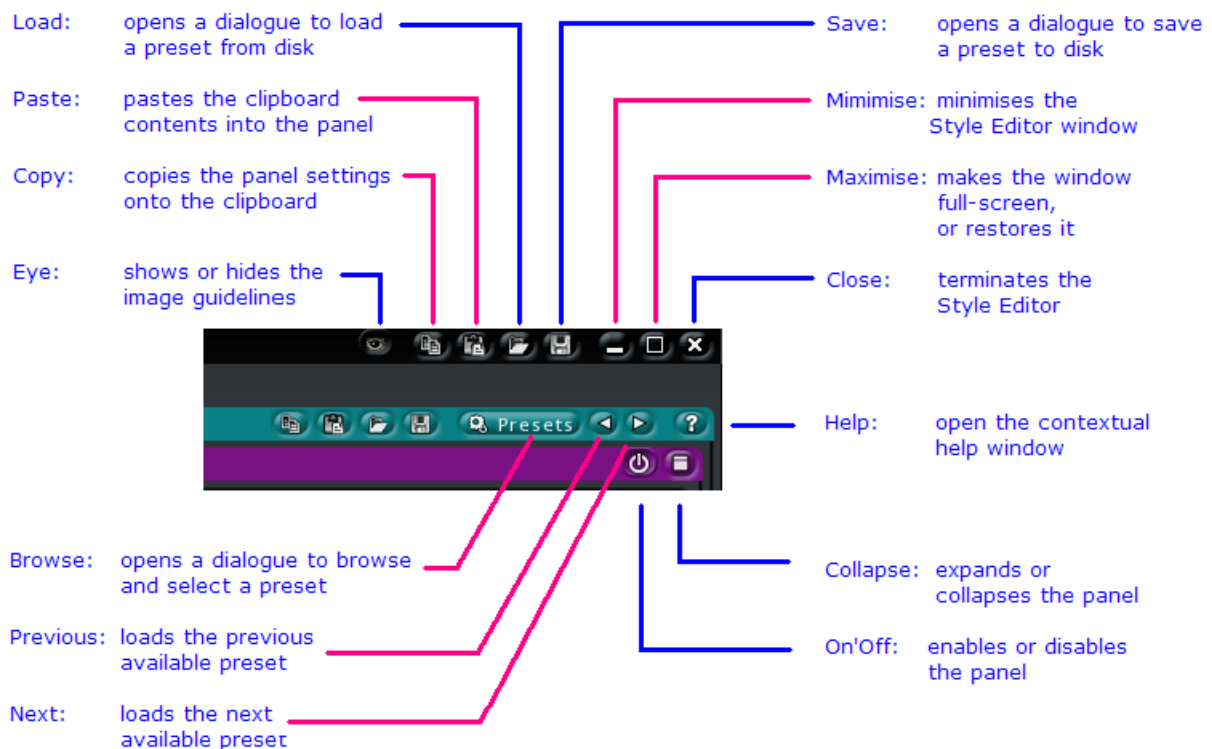 Load: opens a dialogue to load
a preset from disk
Paste: pastes the clipboard
contents into the panel
Copy: copies the panel settings
onto the clipboard
Eye: shows or hides the
image guidelines
Save: opens a dialogue to save
a preset to disk
Mimimise: minimises the
Style Editor window
Maximise: makes the window
full-screen,
or restores it
Close: terminates the
Style Editor
Presets
?
Help: open the contextual
help window
Browse: opens a dialogue to browse
and select a preset
Previous: loads the previous
available preset
Next: loads the next
available preset
Collapse: expands or
collapses the panel
On'Off: enables or disables
the panel